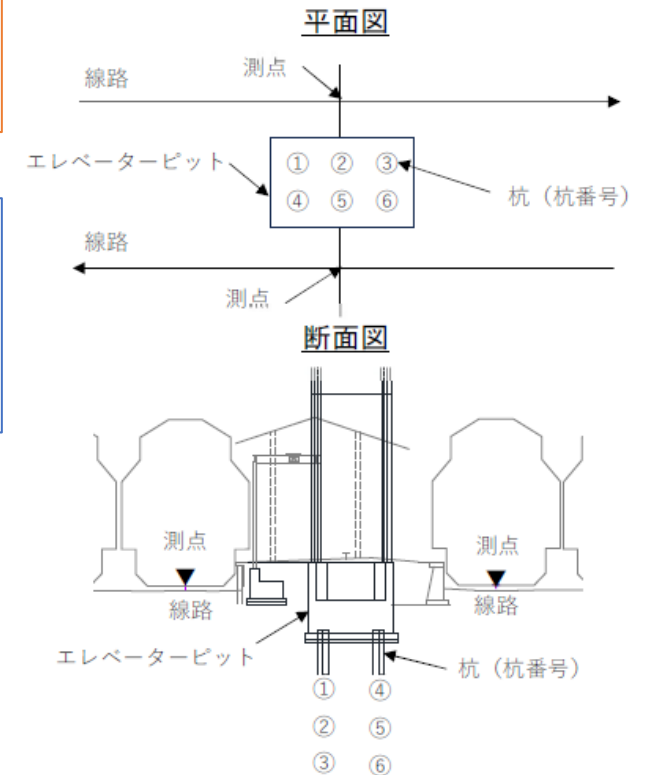 平面図
測点
線路
エレベーターピット
① ② ③
杭（杭番号）
④ ⑤ ⑥
線路
測点
断面図
測点
測点
線路
線路
エレベーターピット
杭（杭番号）
① ④
② ⑤
③ ⑥